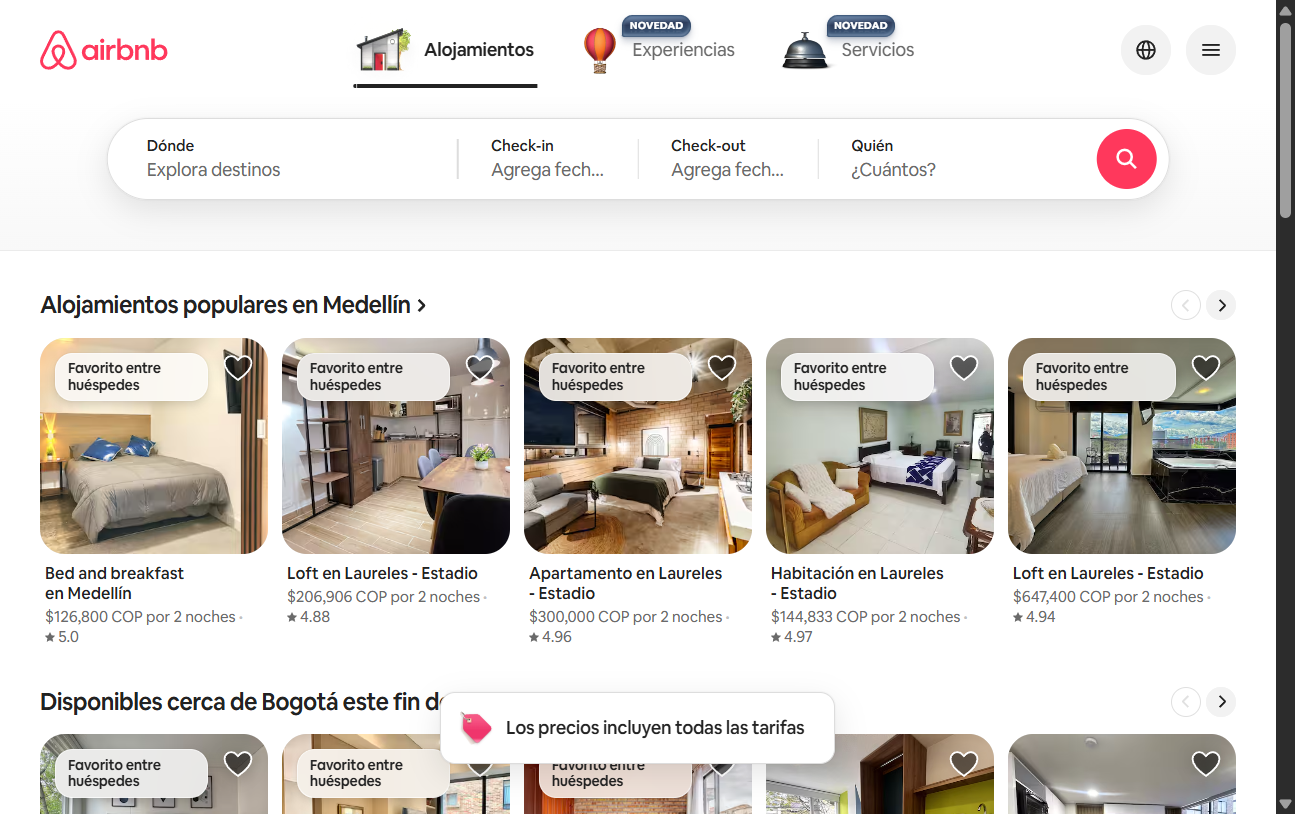 airbnb
Alojamientos
NOVEDAD
Experiencias
NOVEDAD
Servicios
Dónde
Explora destinos
Check-in
Agrega fech...
Check-out
Agrega fech...
Quién
¿Cuántos?
Alojamientos populares en Medellín
Favorito entre
huéspedes
Favorito entre
huéspedes
Favorito entre
huéspedes
Favorito entre
huéspedes
Favorito entre
huéspedes
Bed and breakfast
en Medellín
$126,800 COP por 2 noches ·
★ 5.0
Loft en Laureles - Estadio
$206,906 COP por 2 noches ·
★ 4.88
Apartamento en Laureles
- Estadio
$300,000 COP por 2 noches ·
★ 4.96
Habitación en Laureles
- Estadio
$144,833 COP por 2 noches ·
★ 4.97
Loft en Laureles - Estadio
$647,400 COP por 2 noches ·
★ 4.94
Disponibles cerca de Bogotá este fin d
Los precios incluyen todas las tarifas
Favorito entre
huéspedes
Favorito entre
huéspedes
Favorito entre
huéspedes